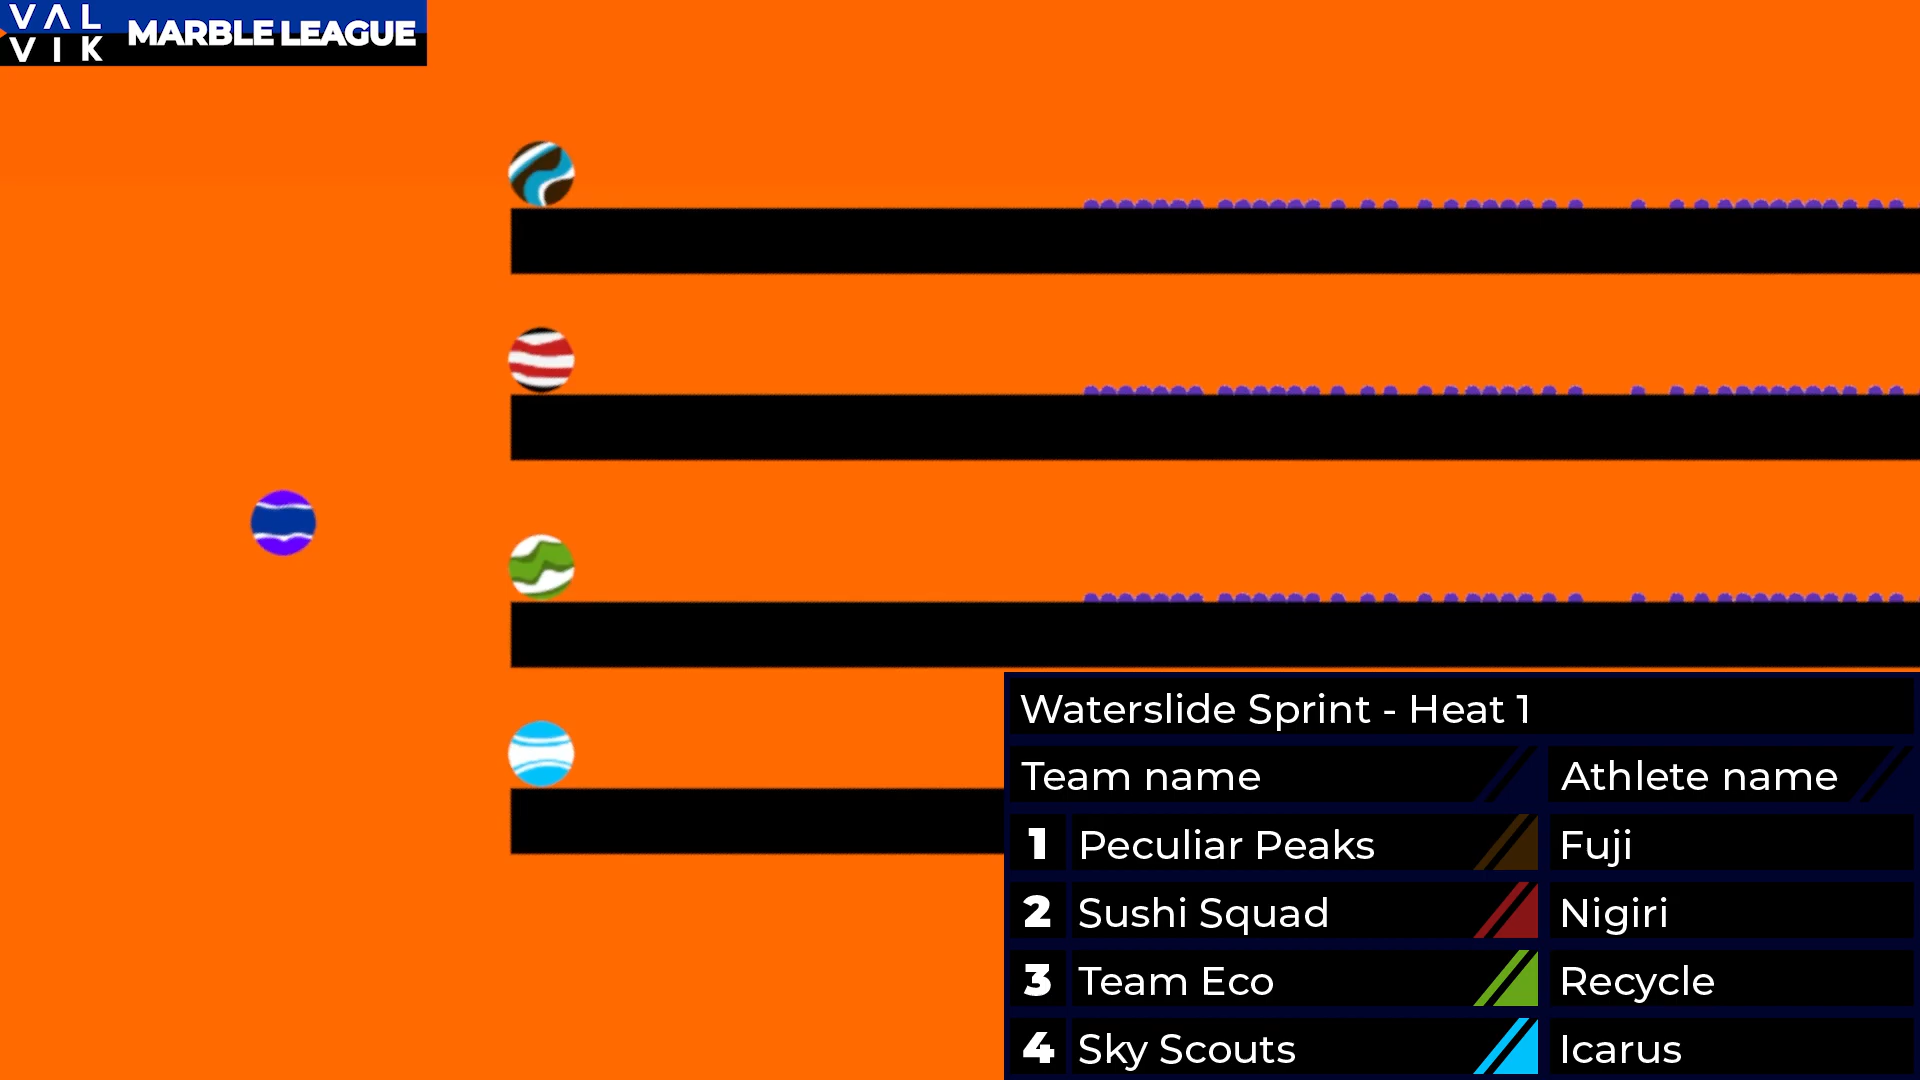 VAL
VIK
MARBLE LEAGUE
Waterslide Sprint - Heat 1
Team name Athlete name
1 Peculiar Peaks Fuji
2 Sushi Squad Nigiri
3 Team Eco Recycle
4 Sky Scouts Icarus